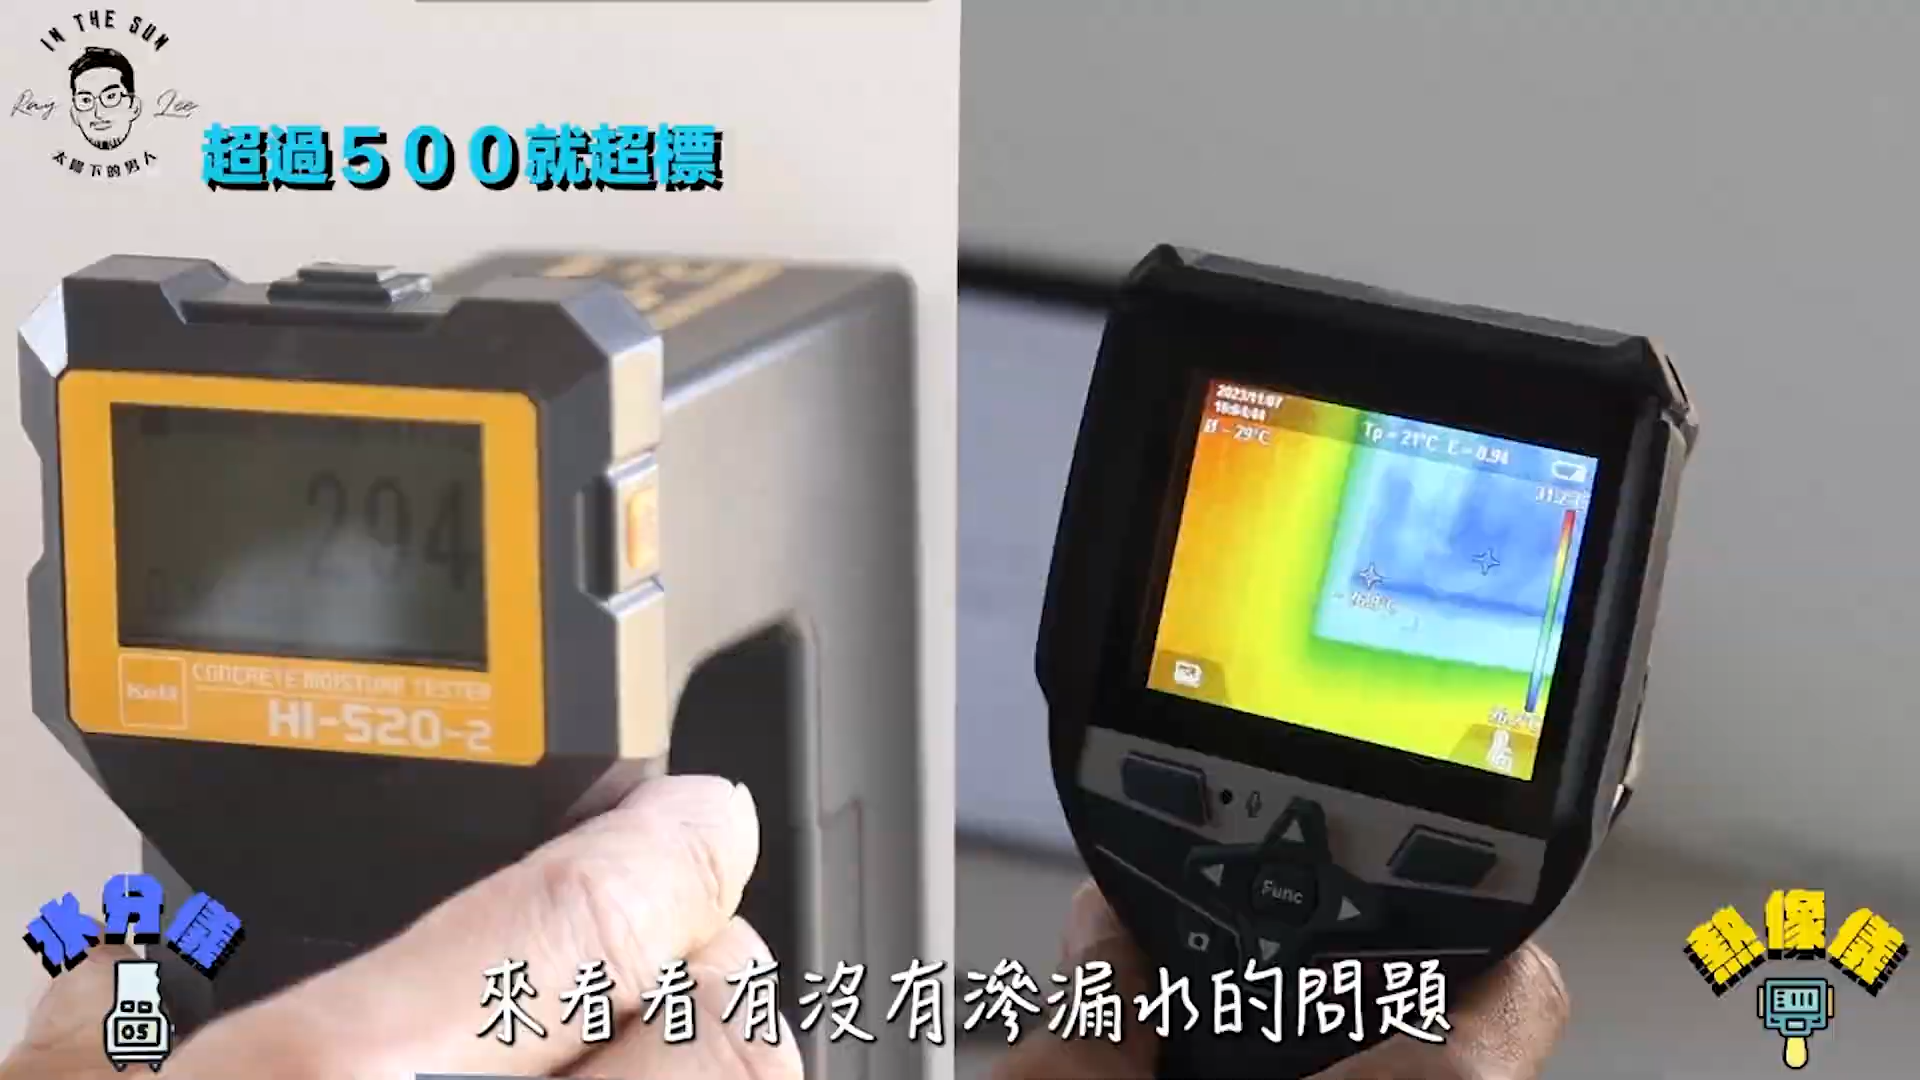 IN THE SUN
Ray Lee
太陽下的男人
超過500就超標
294
Kett
CONCRETE MOISTURE TESTER
HI-520-2
2023/11/07
Ø - 29°C
Tp = 21°C E = 0.94
Func
水分儀
熱像儀
來看看有沒有滲漏水的問題